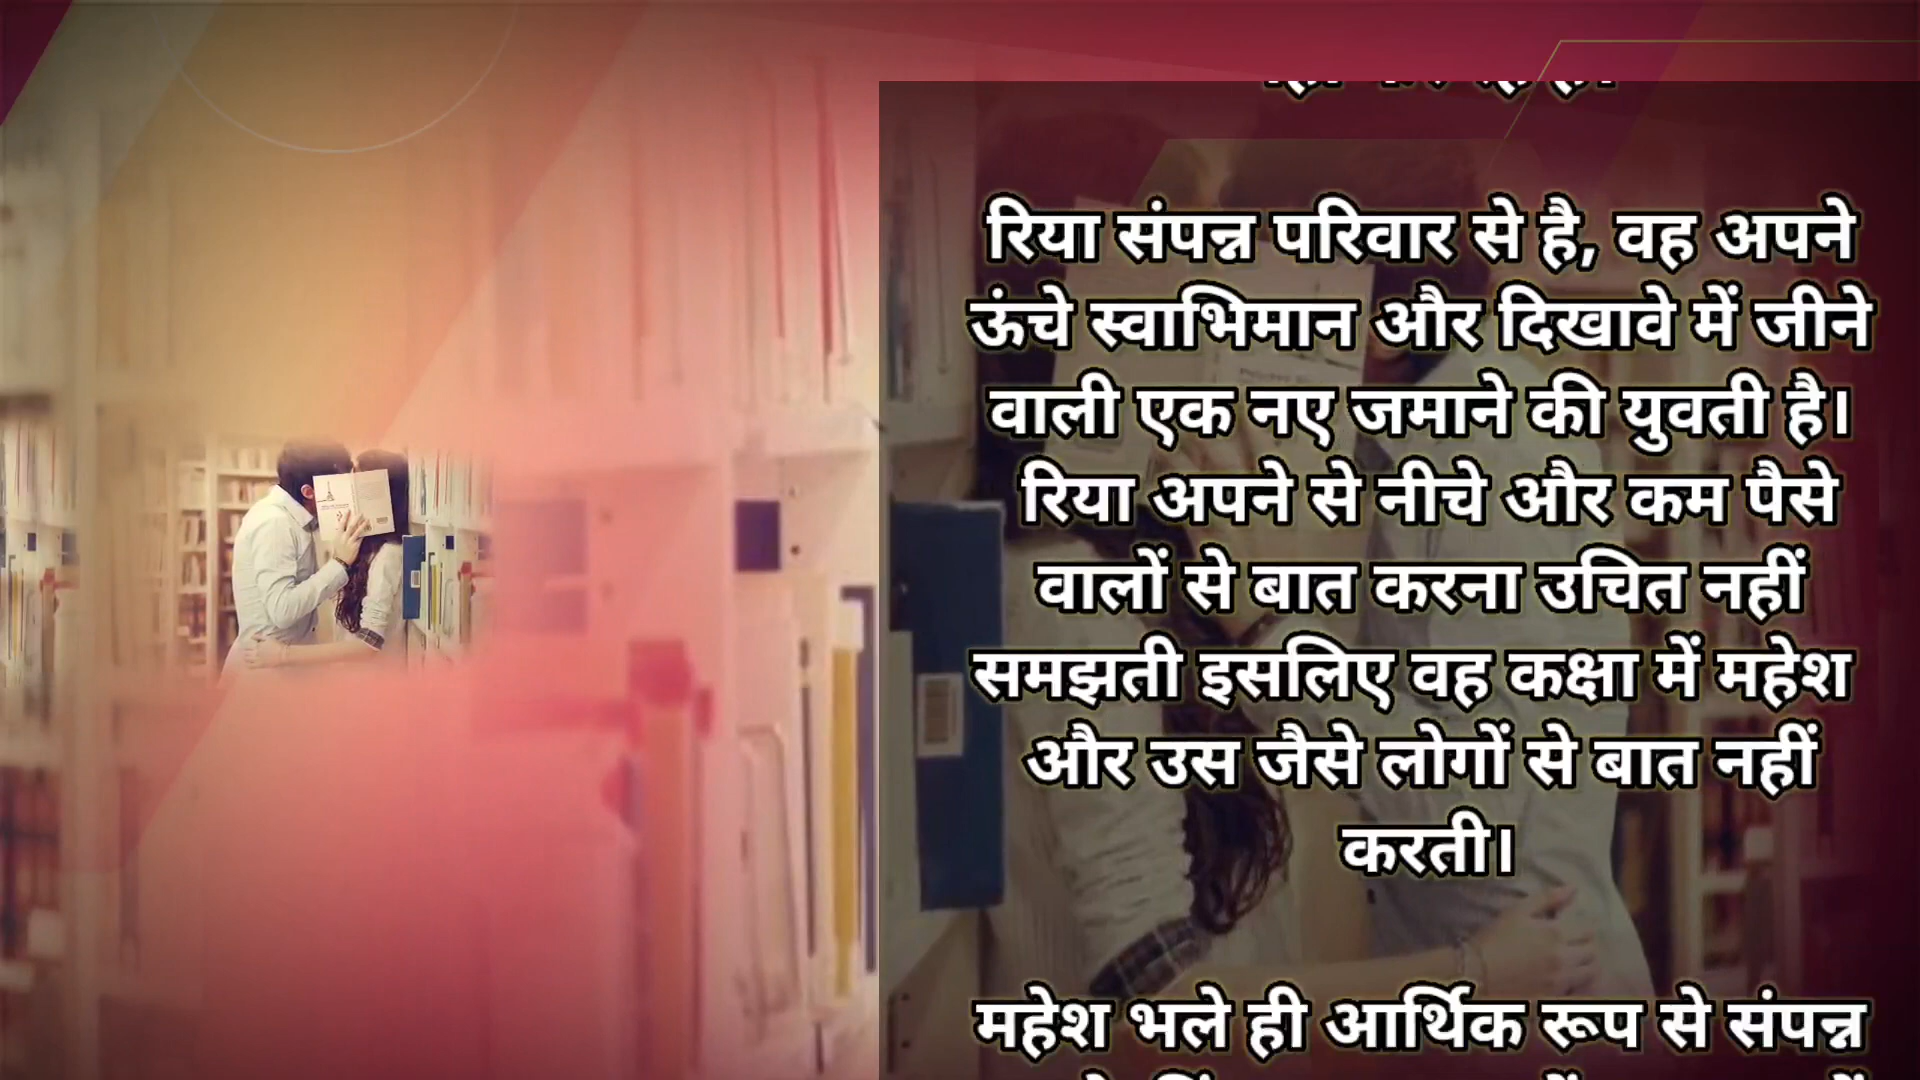 रिया संपन्न परिवार से है, वह अपने
ऊंचे स्वाभिमान और दिखावे में जीने
वाली एक नए जमाने की युवती है।
रिया अपने से नीचे और कम पैसे
वालों से बात करना उचित नहीं
समझती इसलिए वह कक्षा में महेश
और उस जैसे लोगों से बात नहीं
करती।
महेश भले ही आर्थिक रूप से संपन्न